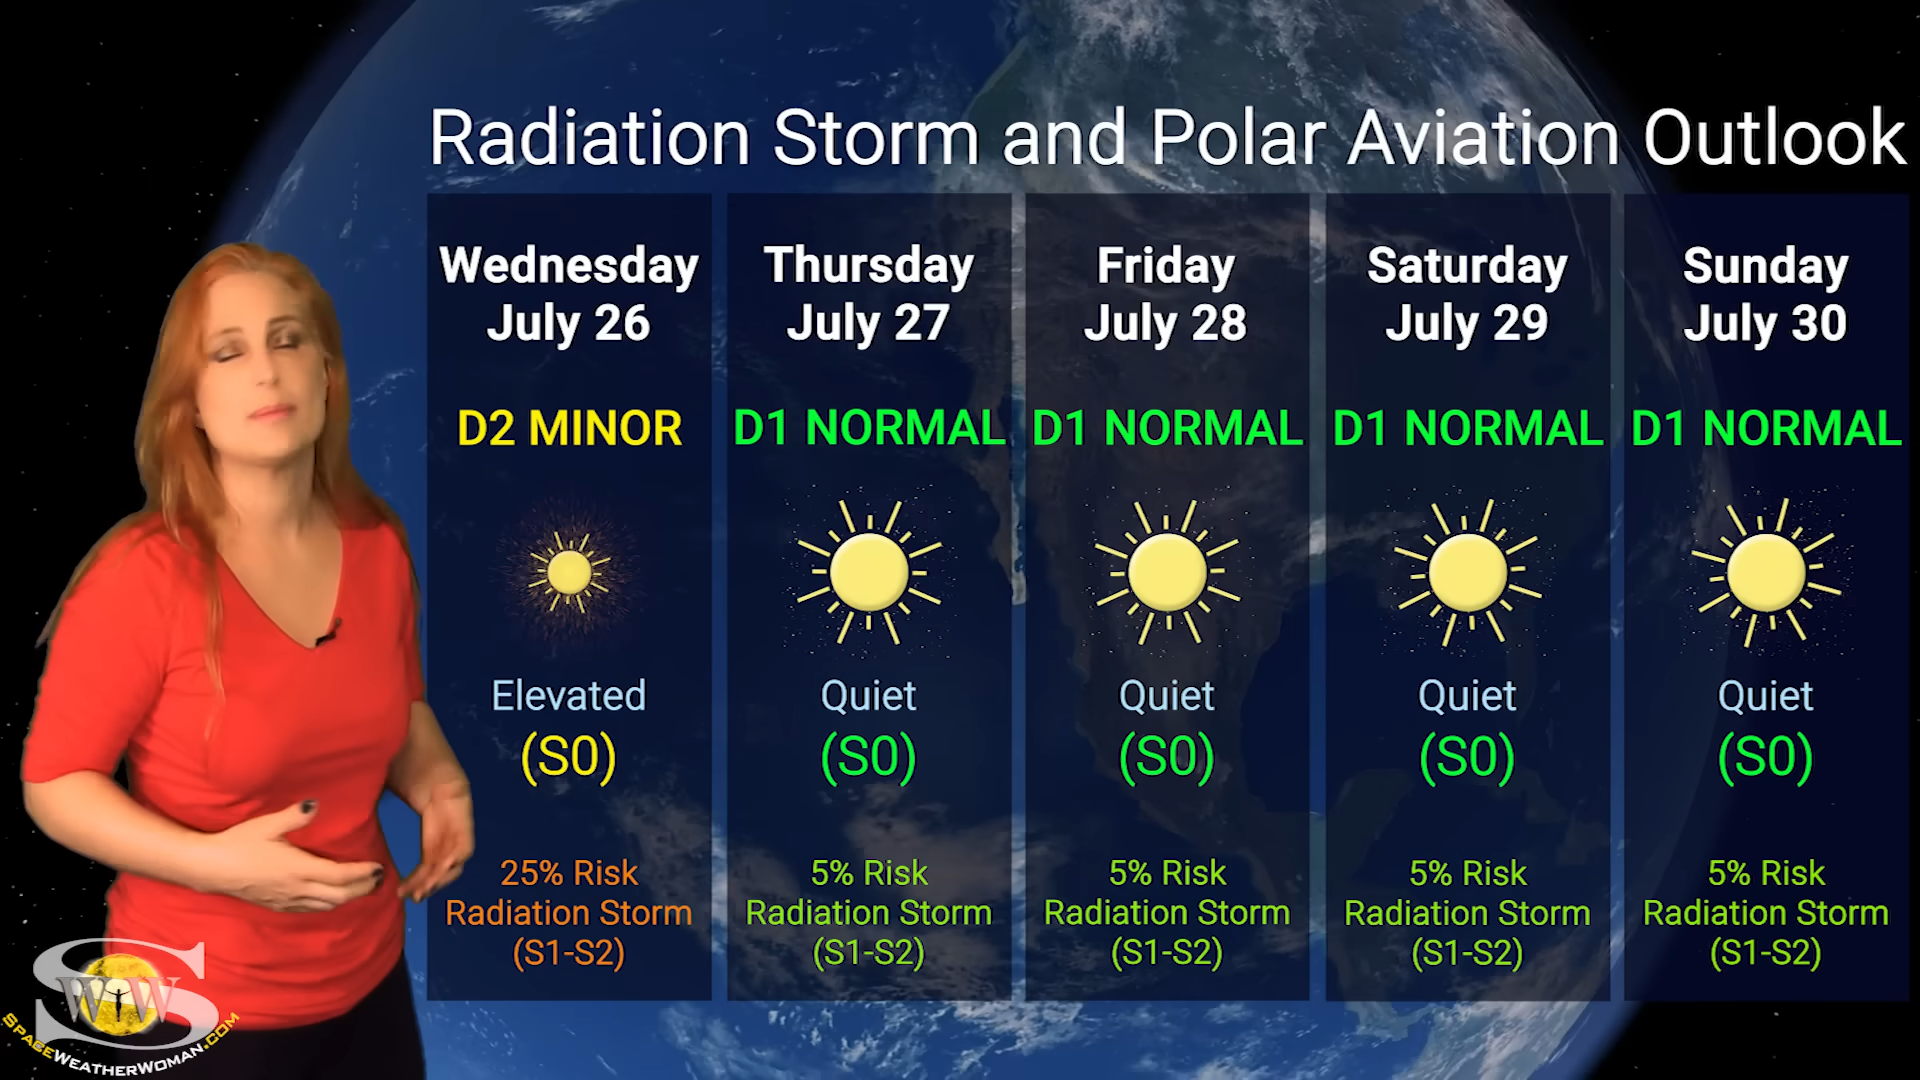 Radiation Storm and Polar Aviation Outlook
Wednesday
July 26
D2 MINOR
Elevated
(S0)
25% Risk
Radiation Storm
(S1-S2)
Thursday
July 27
D1 NORMAL
Quiet
(S0)
5% Risk
Radiation Storm
(S1-S2)
Friday
July 28
D1 NORMAL
Quiet
(S0)
5% Risk
Radiation Storm
(S1-S2)
Saturday
July 29
D1 NORMAL
Quiet
(S0)
5% Risk
Radiation Storm
(S1-S2)
Sunday
July 30
D1 NORMAL
Quiet
(S0)
5% Risk
Radiation Storm
(S1-S2)
SWW
SPACEWEATHERWOMAN.COM